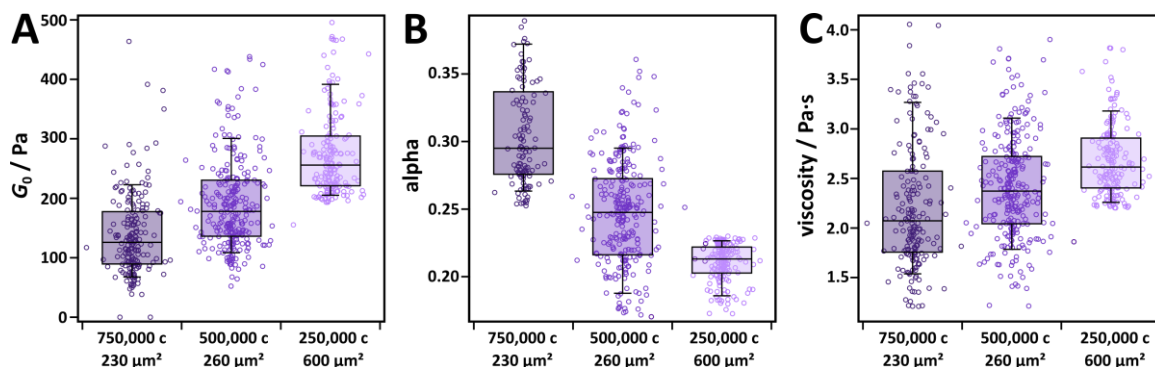 A
G₀ / Pa
500
400
300
200
100
0
750,000 c
230 µm²
500,000 c
260 µm²
250,000 c
600 µm²
B
alpha
0.35
0.30
0.25
0.20
750,000 c
230 µm²
500,000 c
260 µm²
250,000 c
600 µm²
C
viscosity / Pa·s
4.0
3.5
3.0
2.5
2.0
1.5
750,000 c
230 µm²
500,000 c
260 µm²
250,000 c
600 µm²